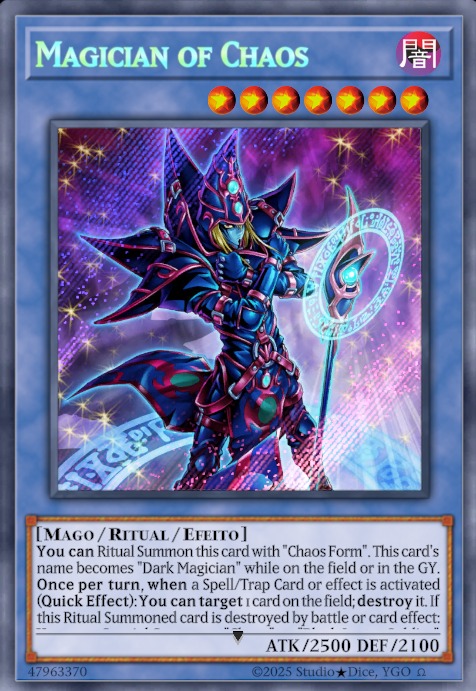 MAGICIAN OF CHAOS
闇
[MAGO / RITUAL / EFEITO]
You can Ritual Summon this card with "Chaos Form". This card's
name becomes "Dark Magician" while on the field or in the GY.
Once per turn, when a Spell/Trap Card or effect is activated
(Quick Effect): You can target 1 card on the field; destroy it. If
this Ritual Summoned card is destroyed by battle or card effect:
ATK/2500 DEF/2100
47963370 ©2025 Studio★Dice, YGO Ω